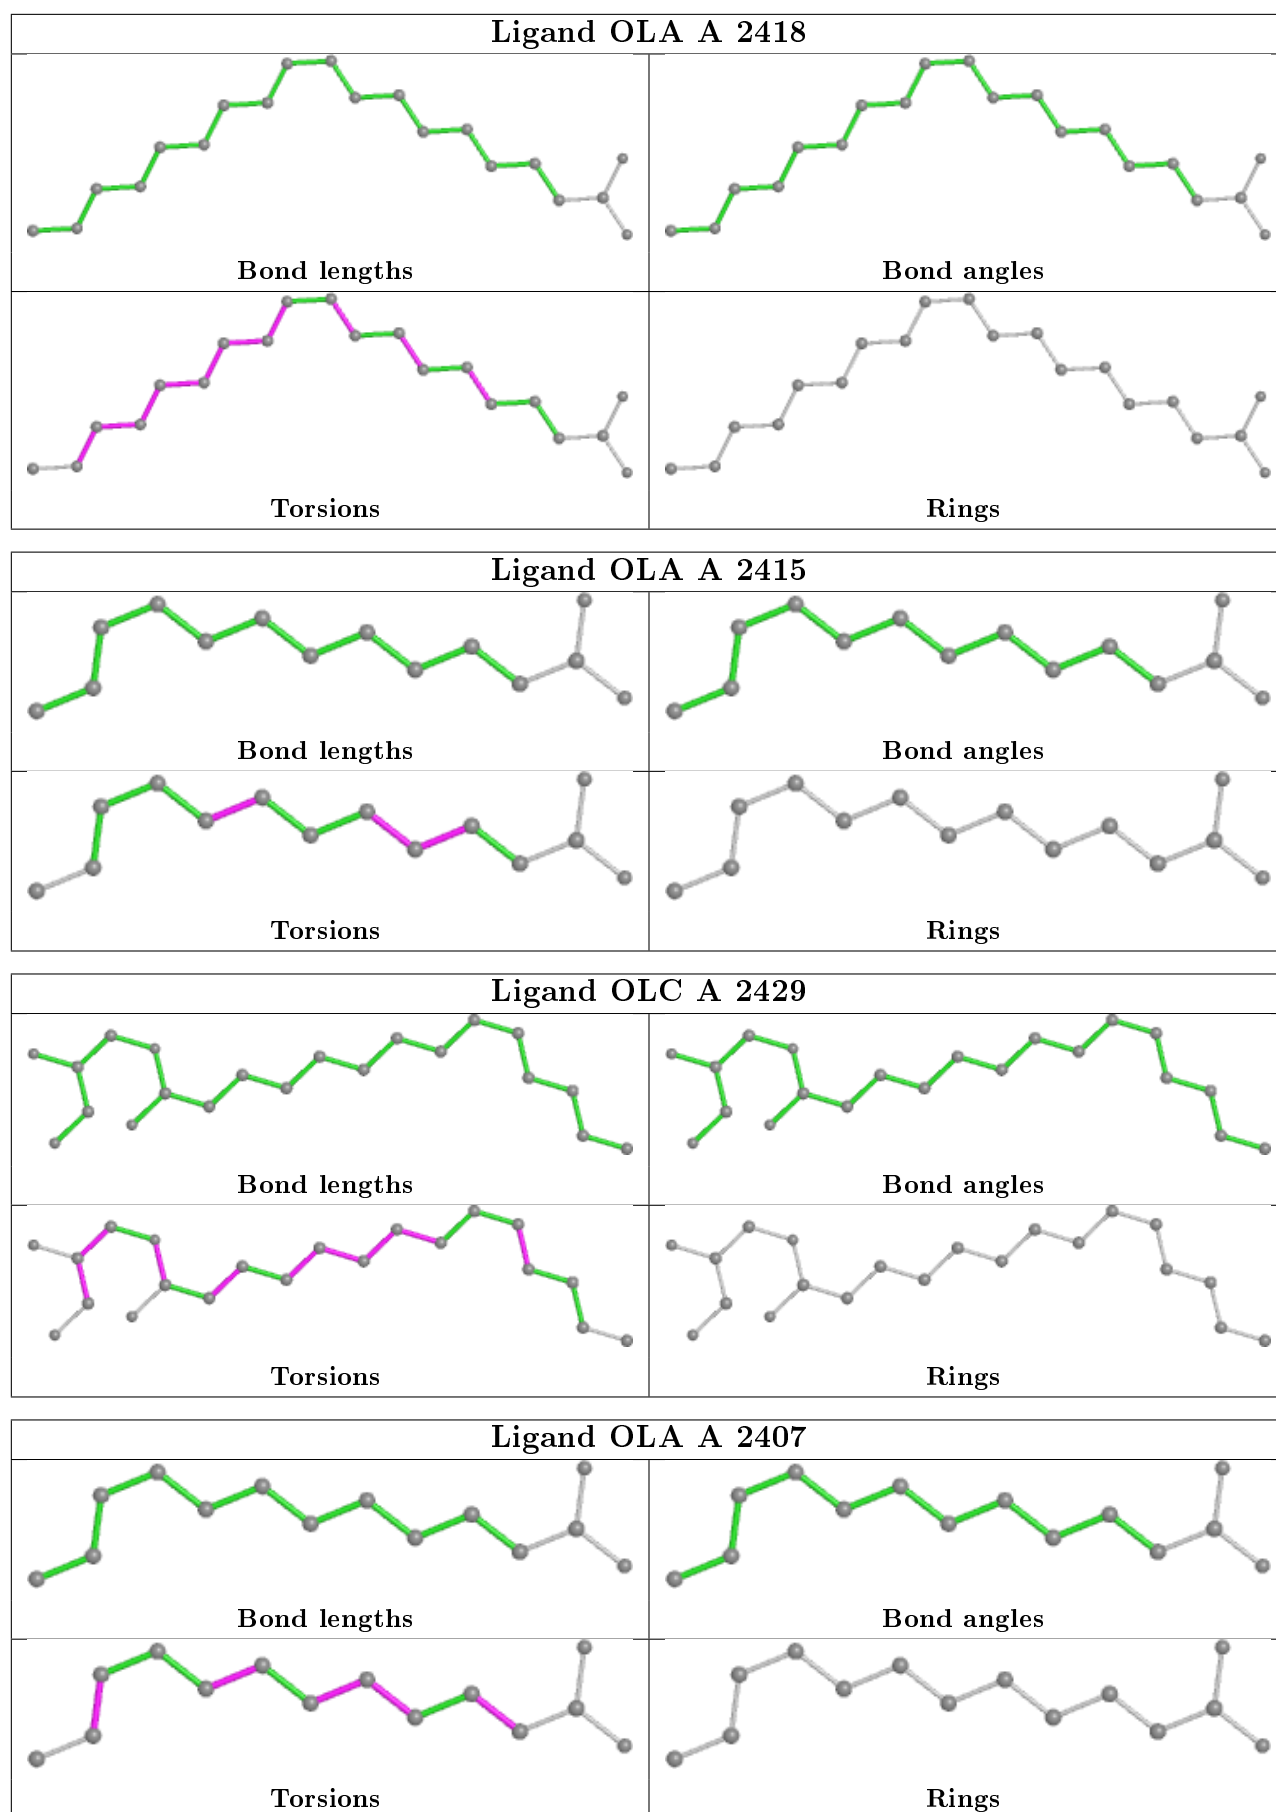 Ligand OLA A 2418
Bond lengths
Bond angles
Torsions
Rings
Ligand OLA A 2415
Bond lengths
Bond angles
Torsions
Rings
Ligand OLC A 2429
Bond lengths
Bond angles
Torsions
Rings
Ligand OLA A 2407
Bond lengths
Bond angles
Torsions
Rings